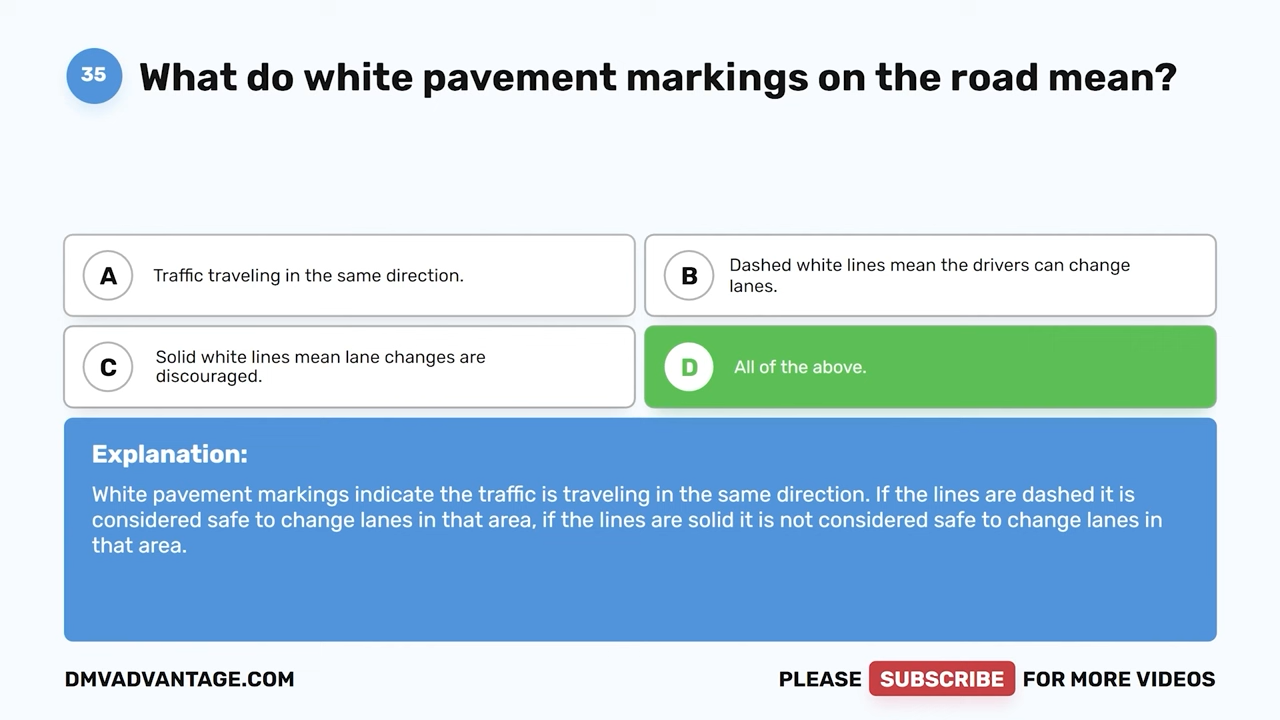 35
What do white pavement markings on the road mean?
A
Traffic traveling in the same direction.
B
Dashed white lines mean the drivers can change
lanes.
C
Solid white lines mean lane changes are
discouraged.
D
All of the above.
Explanation:
White pavement markings indicate the traffic is traveling in the same direction. If the lines are dashed it is
considered safe to change lanes in that area, if the lines are solid it is not considered safe to change lanes in
that area.
DMVADVANTAGE.COM
PLEASE SUBSCRIBE FOR MORE VIDEOS